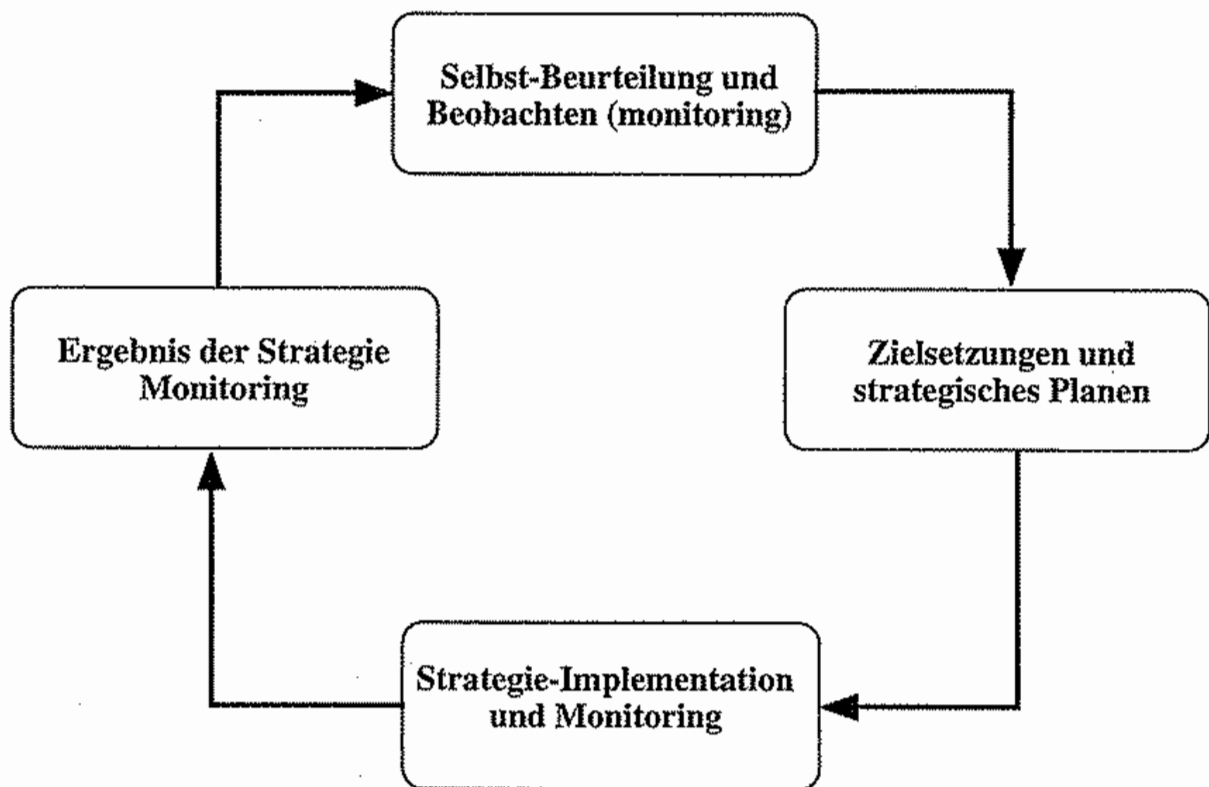 Selbst-Beurteilung und
Beobachten (monitoring)
Ergebnis der Strategie
Monitoring
Zielsetzungen und
strategisches Planen
Strategie-Implementation
und Monitoring